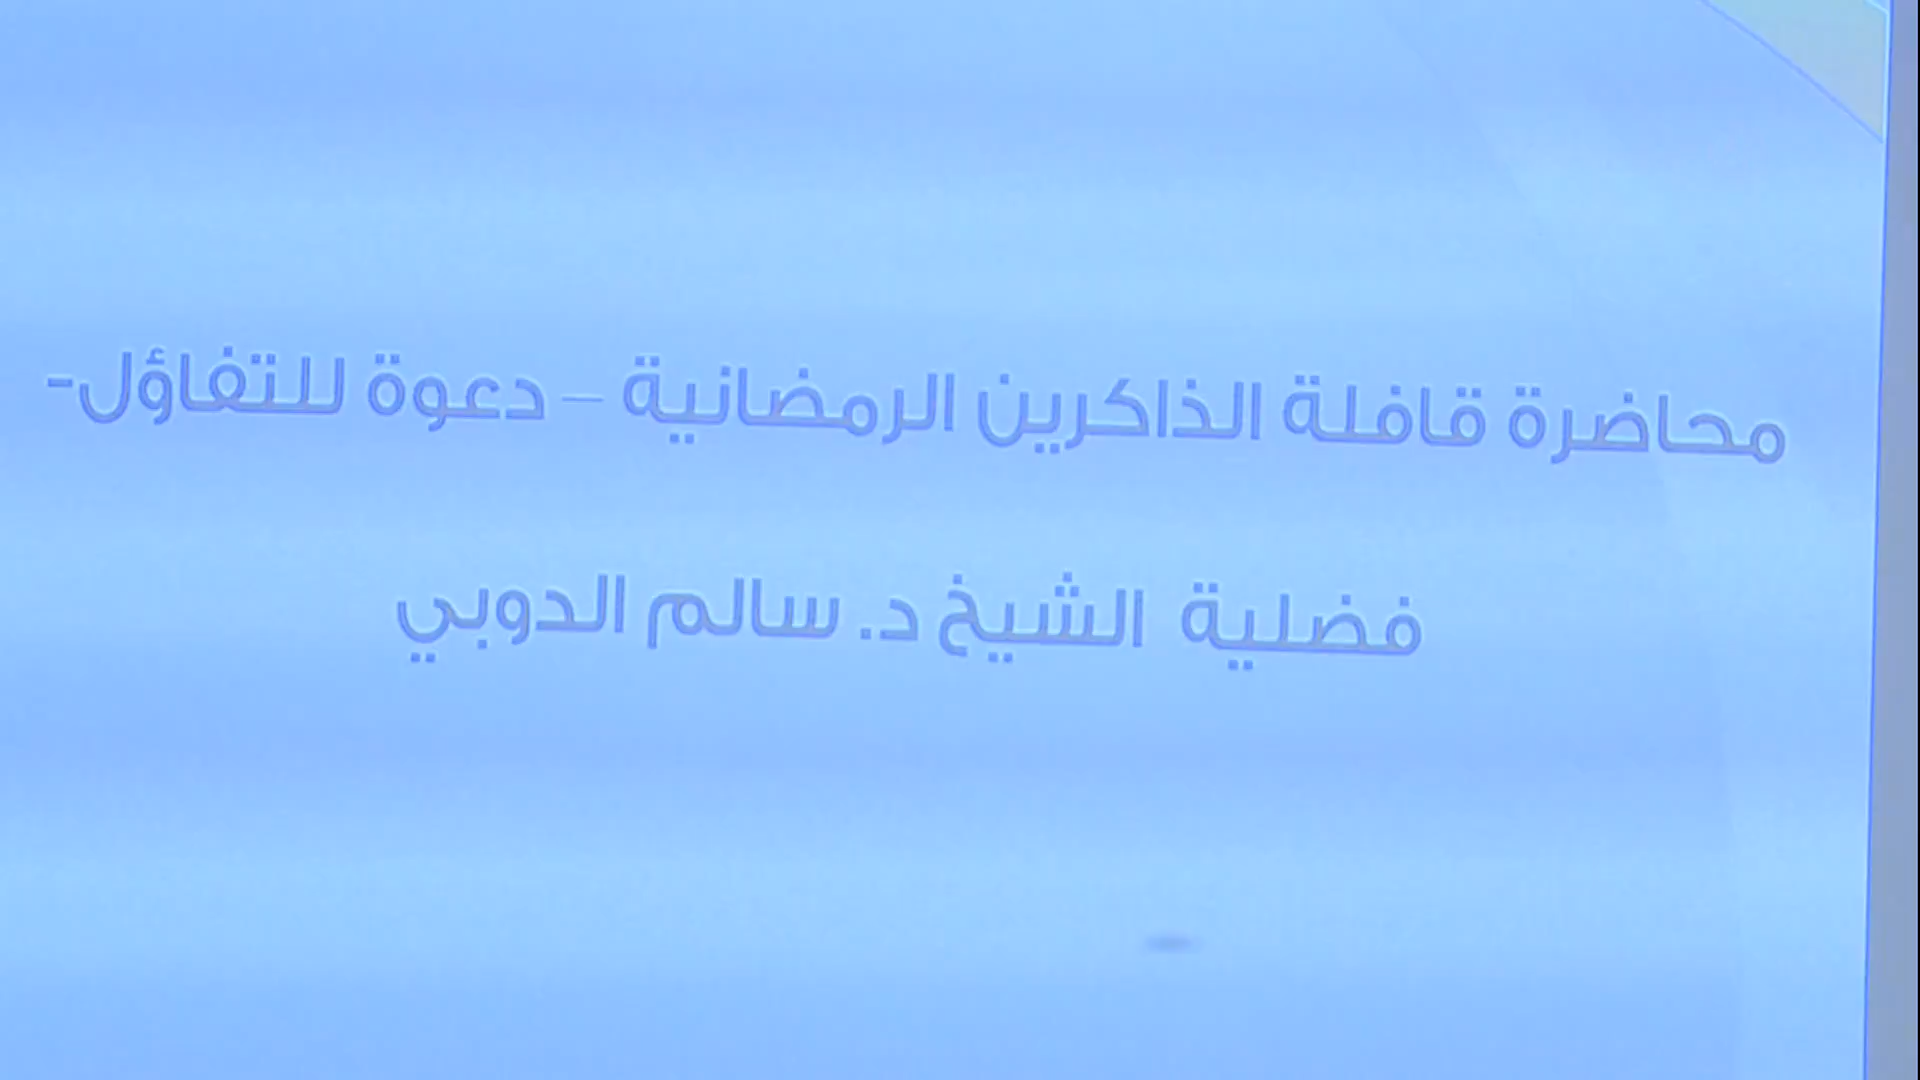 محاضرة قافلة الذاكرين الرمضانية – دعوة للتفاؤل-
فضلية الشيخ د. سالم الدوبي